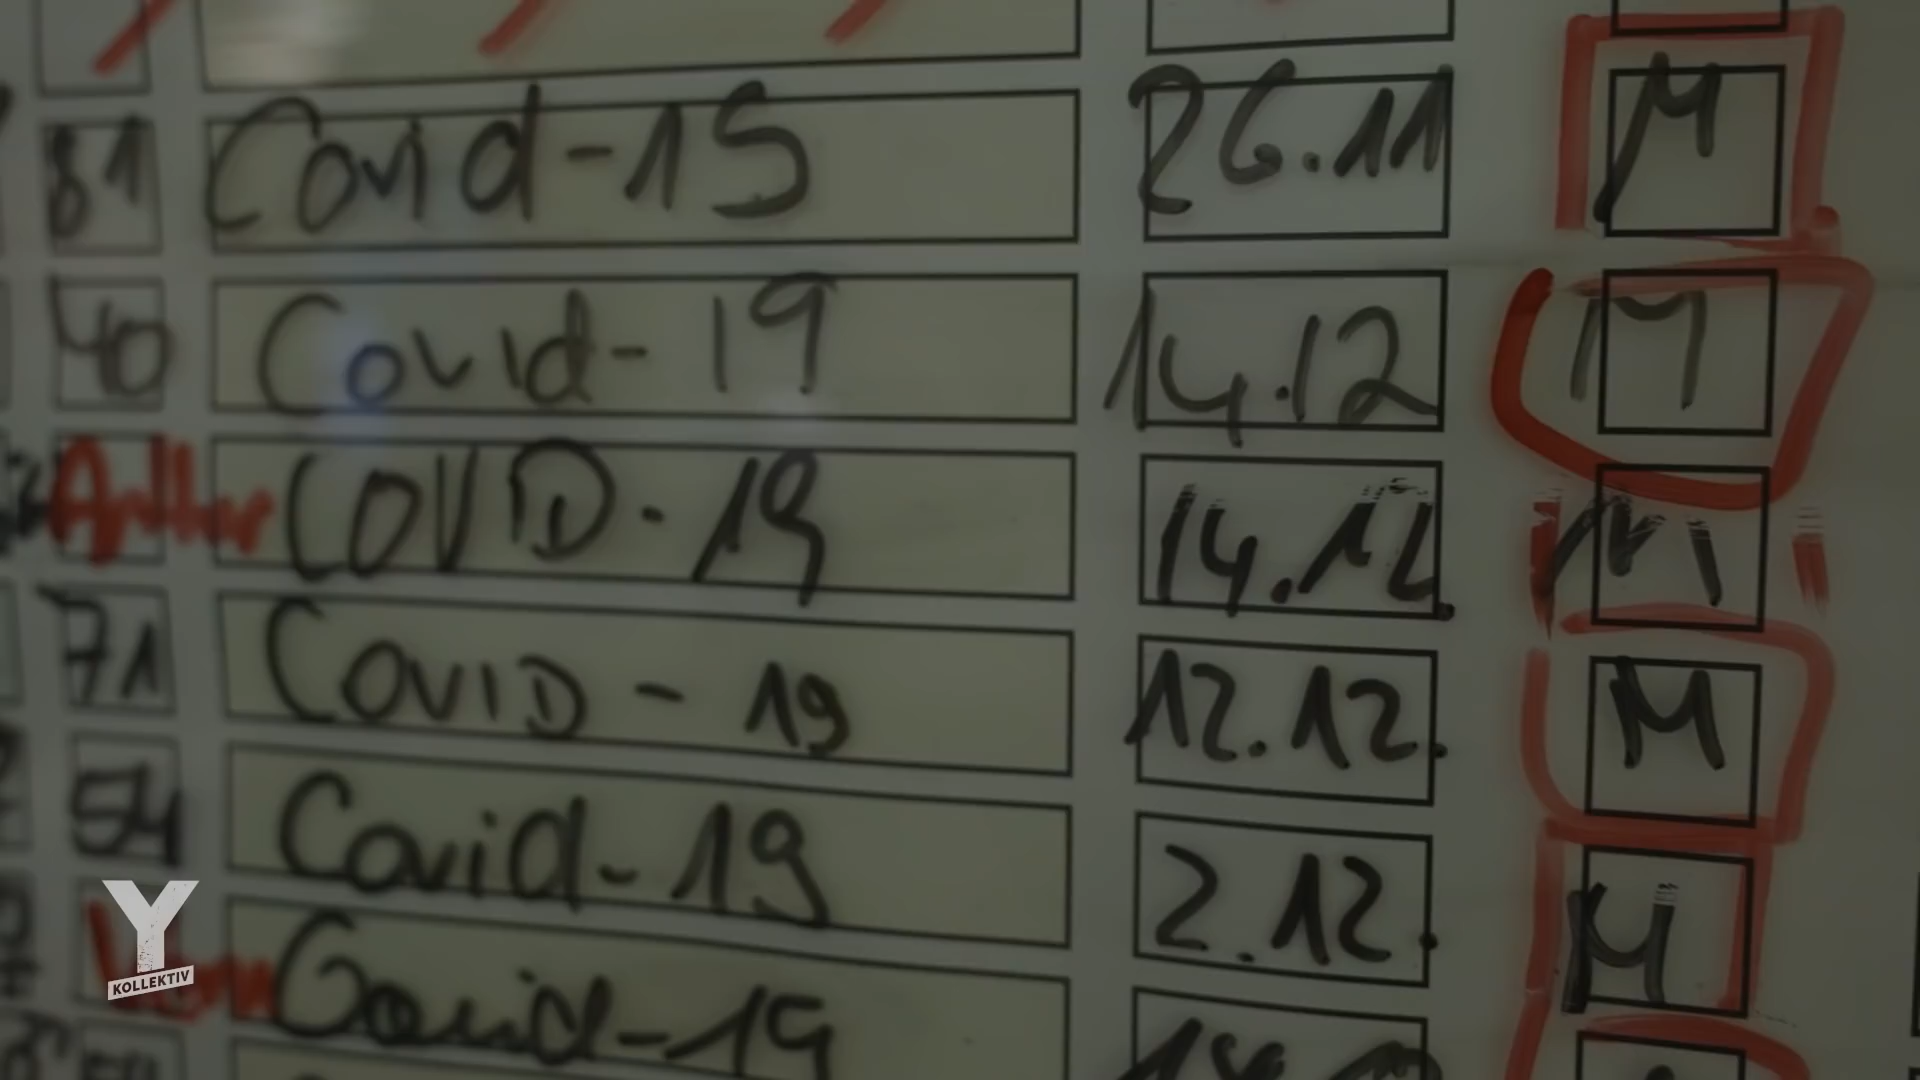 81 Covid-19 26.11 M
40 Covid-19 14.12 M
COVID-19 14.12. M
71 COVID-19 12.12. M
54 Covid-19 2.12. M
Covid-19
Y
KOLLEKTIV